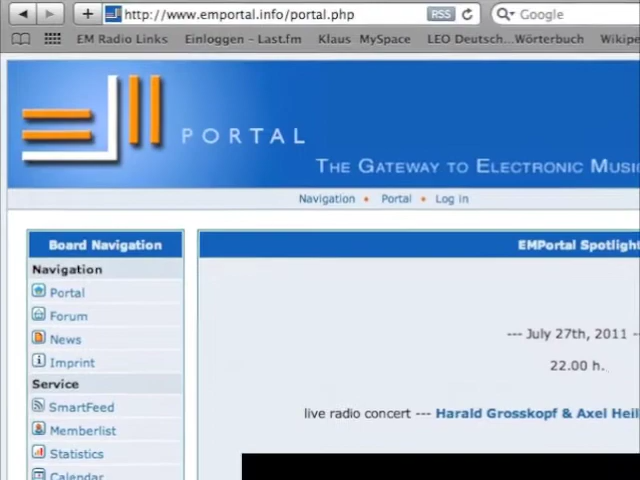 http://www.emportal.info/portal.php RSS Google
EM Radio Links Einloggen - Last.fm Klaus MySpace LEO Deutsch...Wörterbuch Wikipe
PORTAL
THE GATEWAY TO ELECTRONIC MUSI
Navigation • Portal • Log in
Board Navigation
EMPortal Spotlight
Navigation
Portal
Forum
News
Imprint
Service
SmartFeed
Memberlist
Statistics
Calendar
--- July 27th, 2011 --
22.00 h.
live radio concert --- Harald Grosskopf & Axel Heil